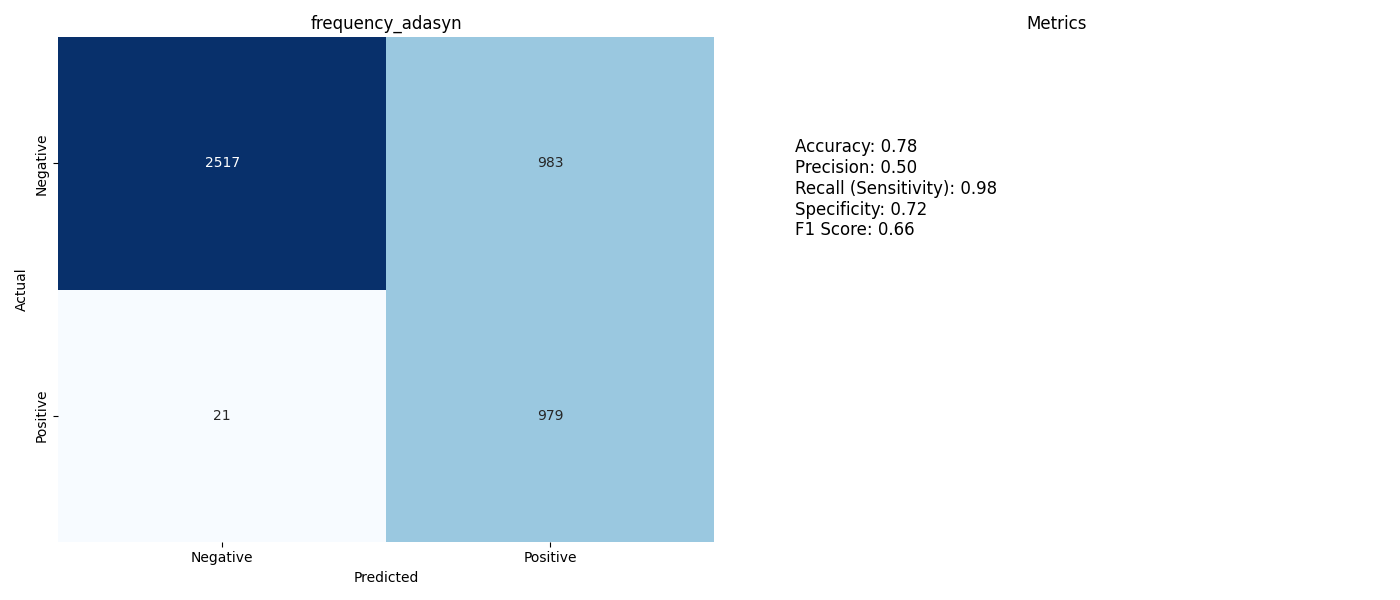 frequency_adasyn
Metrics
Actual
Negative
2517
983
Positive
21
979
Negative
Positive
Predicted
Accuracy: 0.78
Precision: 0.50
Recall (Sensitivity): 0.98
Specificity: 0.72
F1 Score: 0.66